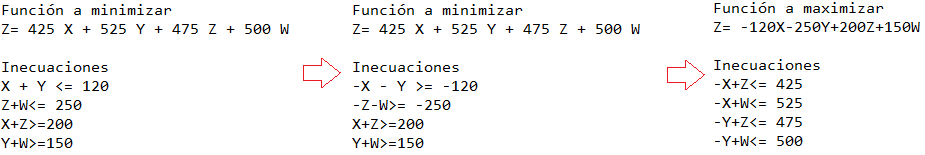 Función a minimizar
Z= 425 X + 525 Y + 475 Z + 500 W
Inecuaciones
X + Y <= 120
Z+W<= 250
X+Z>=200
Y+W>=150
Función a minimizar
Z= 425 X + 525 Y + 475 Z + 500 W
Inecuaciones
-X - Y >= -120
-Z-W>= -250
X+Z>=200
Y+W>=150
Función a maximizar
Z= -120X-250Y+200Z+150W
Inecuaciones
-X+Z<= 425
-X+W<= 525
-Y+Z<= 475
-Y+W<= 500